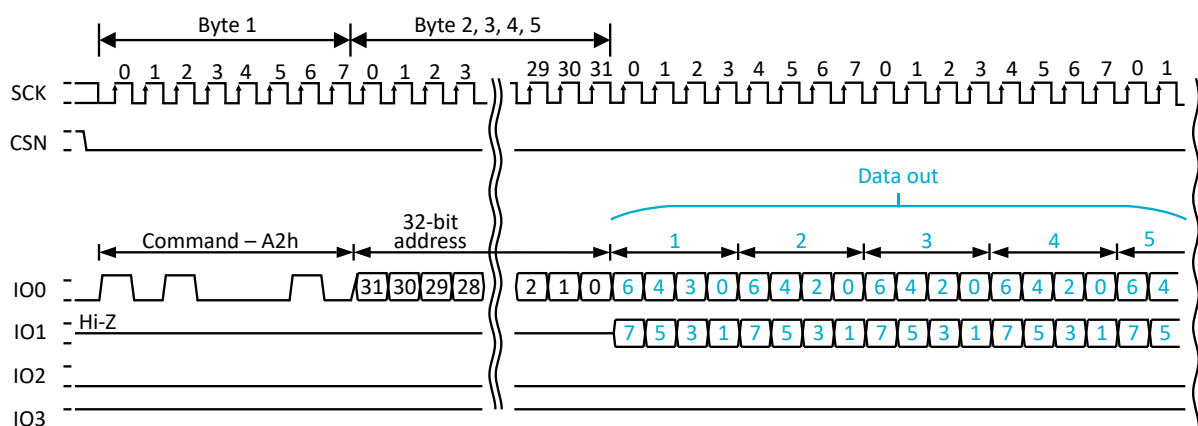 Byte 1 Byte 2, 3, 4, 5
0 1 2 3 4 5 6 7 0 1 2 3 29 30 31 0 1 2 3 4 5 6 7 0 1 2 3 4 5 6 7 0 1
SCK
CSN
Data out
32-bit
Command – A2h address 1 2 3 4 5
IO0 31 30 29 28 2 1 0 6 4 3 0 6 4 2 0 6 4 2 0 6 4 2 0 6 4
Hi-Z
IO1 7 5 3 1 7 5 3 1 7 5 3 1 7 5 3 1 7 5
IO2
IO3